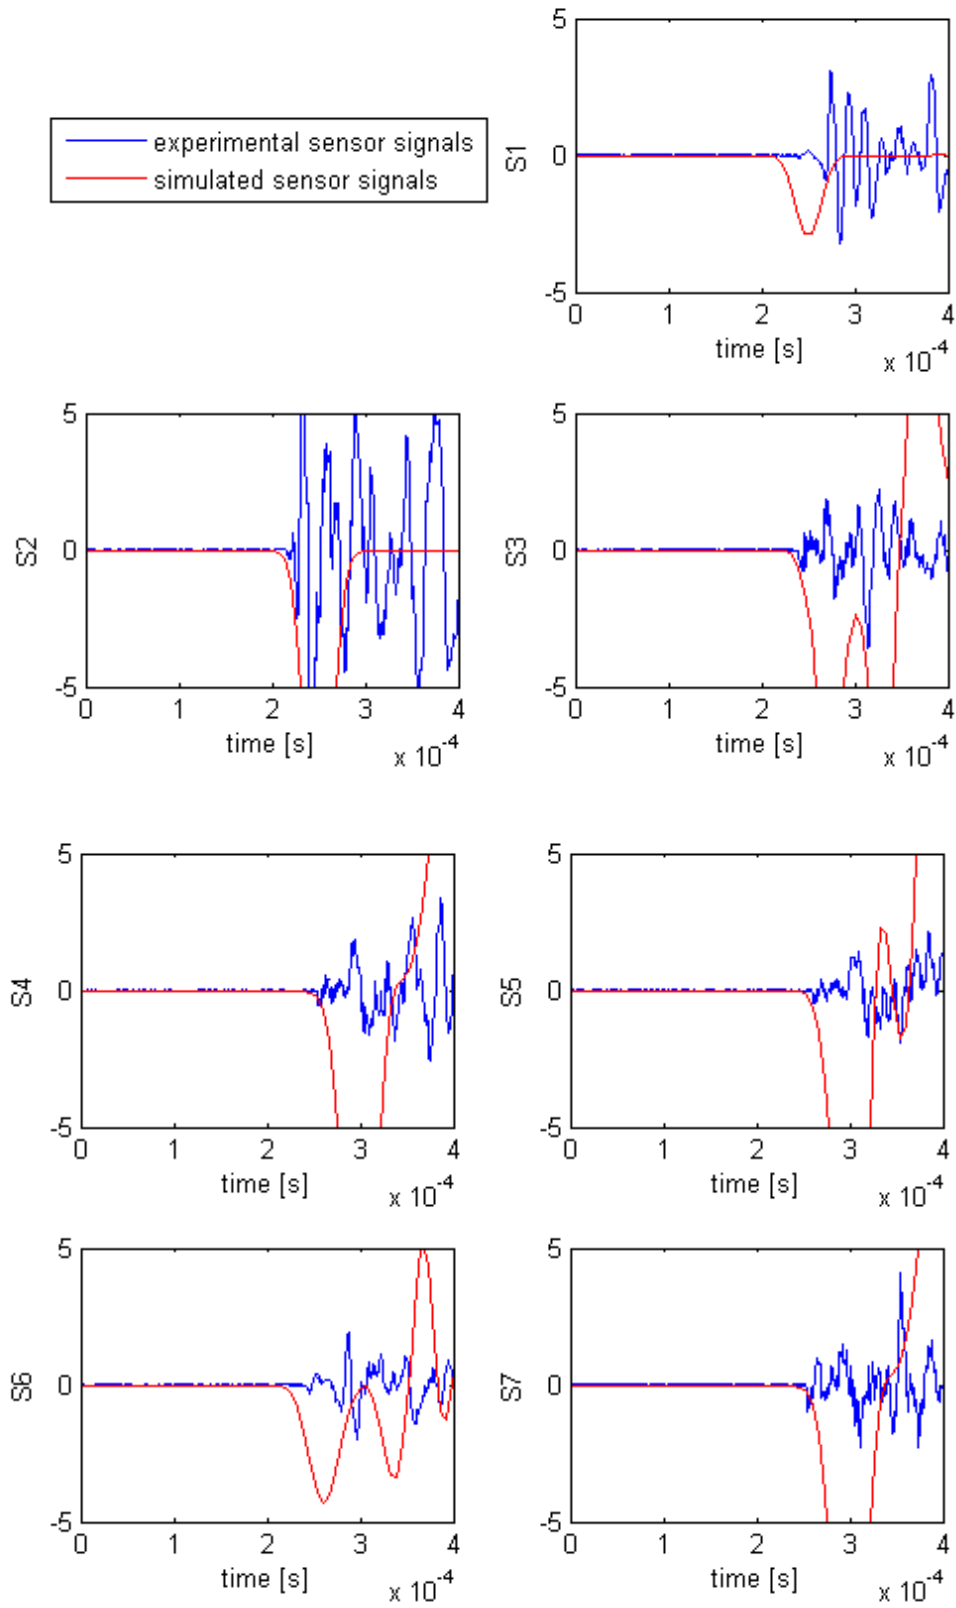 experimental sensor signals
simulated sensor signals
S1
5
0
-5
0 1 2 3 4
time [s]
x 10^-4
S2
5
0
-5
0 1 2 3 4
time [s]
x 10^-4
S3
5
0
-5
0 1 2 3 4
time [s]
x 10^-4
S4
5
0
-5
0 1 2 3 4
time [s]
x 10^-4
S5
5
0
-5
0 1 2 3 4
time [s]
x 10^-4
S6
5
0
-5
0 1 2 3 4
time [s]
x 10^-4
S7
5
0
-5
0 1 2 3 4
time [s]
x 10^-4